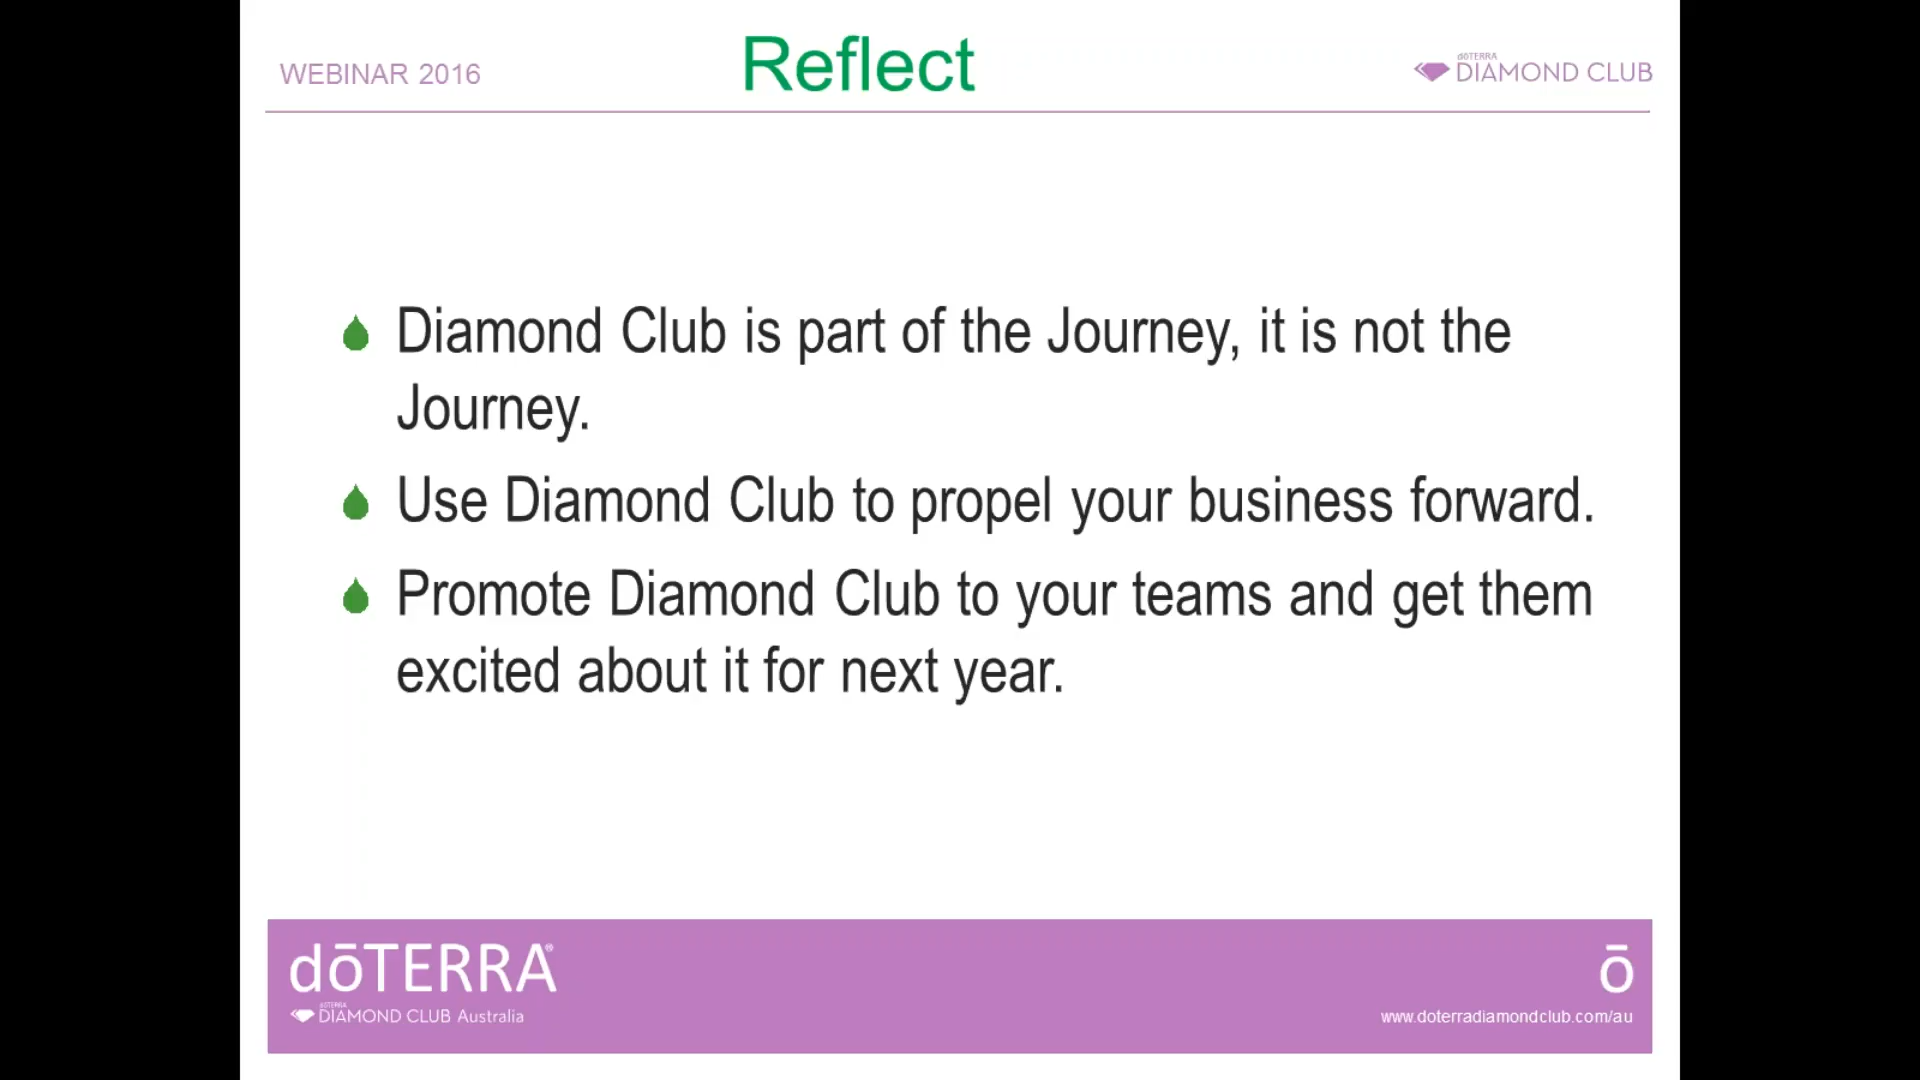 WEBINAR 2016
Reflect
dōTERRA
DIAMOND CLUB
Diamond Club is part of the Journey, it is not the
Journey.
Use Diamond Club to propel your business forward.
Promote Diamond Club to your teams and get them
excited about it for next year.
dōTERRA®
dōTERRA
DIAMOND CLUB Australia
ō
www.doterradiamondclub.com/au